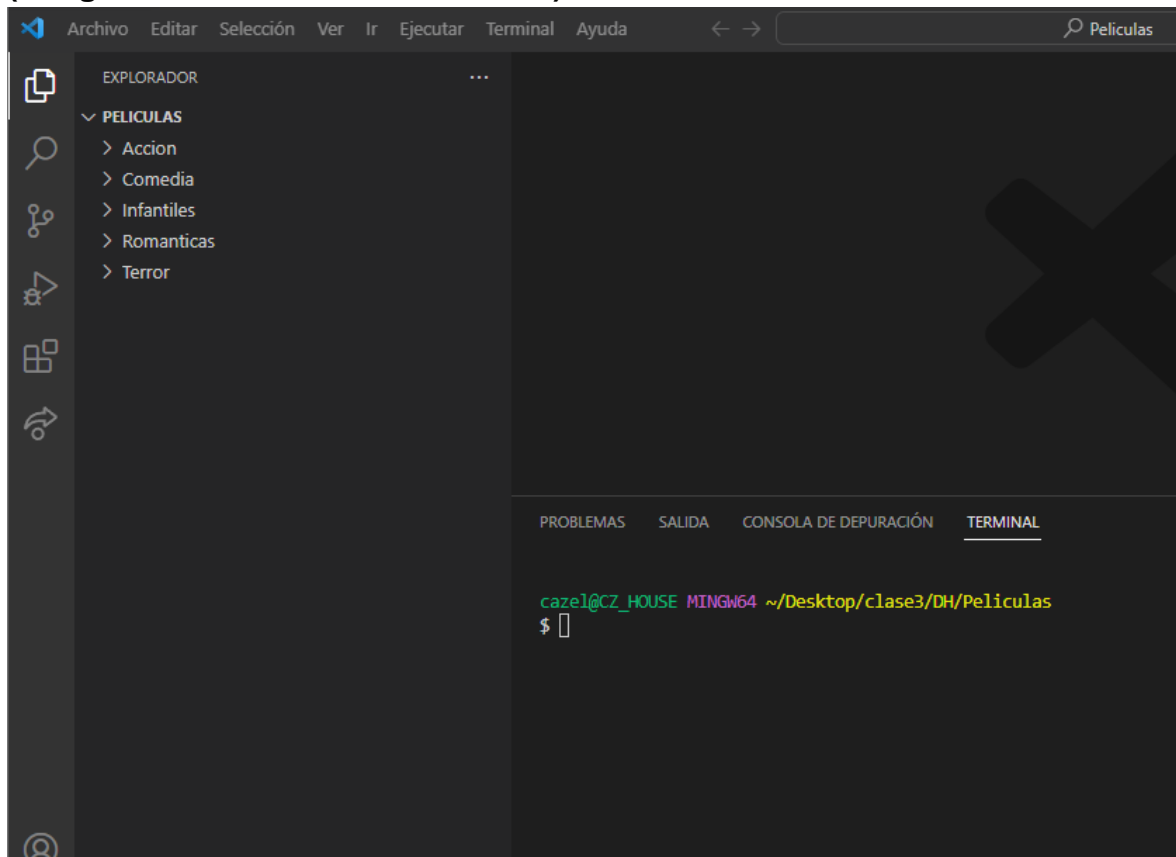 Archivo Editar Selección Ver Ir Ejecutar Terminal Ayuda Peliculas
EXPLORADOR ...
PELICULAS
Accion
Comedia
Infantiles
Romanticas
Terror
PROBLEMAS SALIDA CONSOLA DE DEPURACIÓN TERMINAL
cazel@CZ_HOUSE MINGW64 ~/Desktop/clase3/DH/Peliculas
$